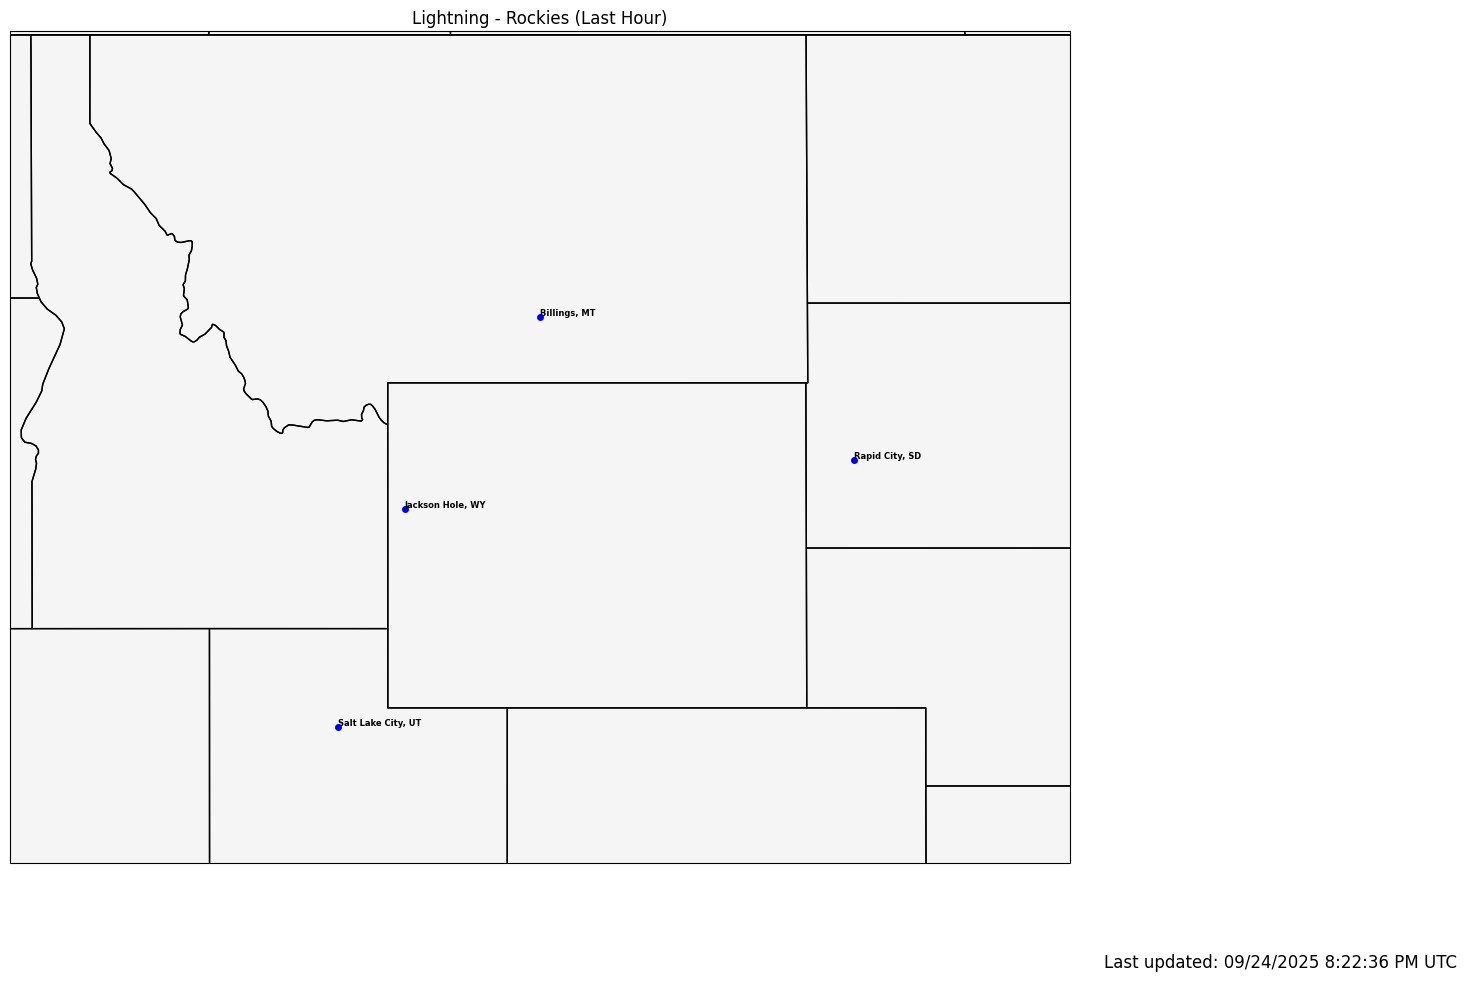 Lightning - Rockies (Last Hour)
Billings, MT
Rapid City, SD
Jackson Hole, WY
Salt Lake City, UT
Last updated: 09/24/2025 8:22:36 PM UTC